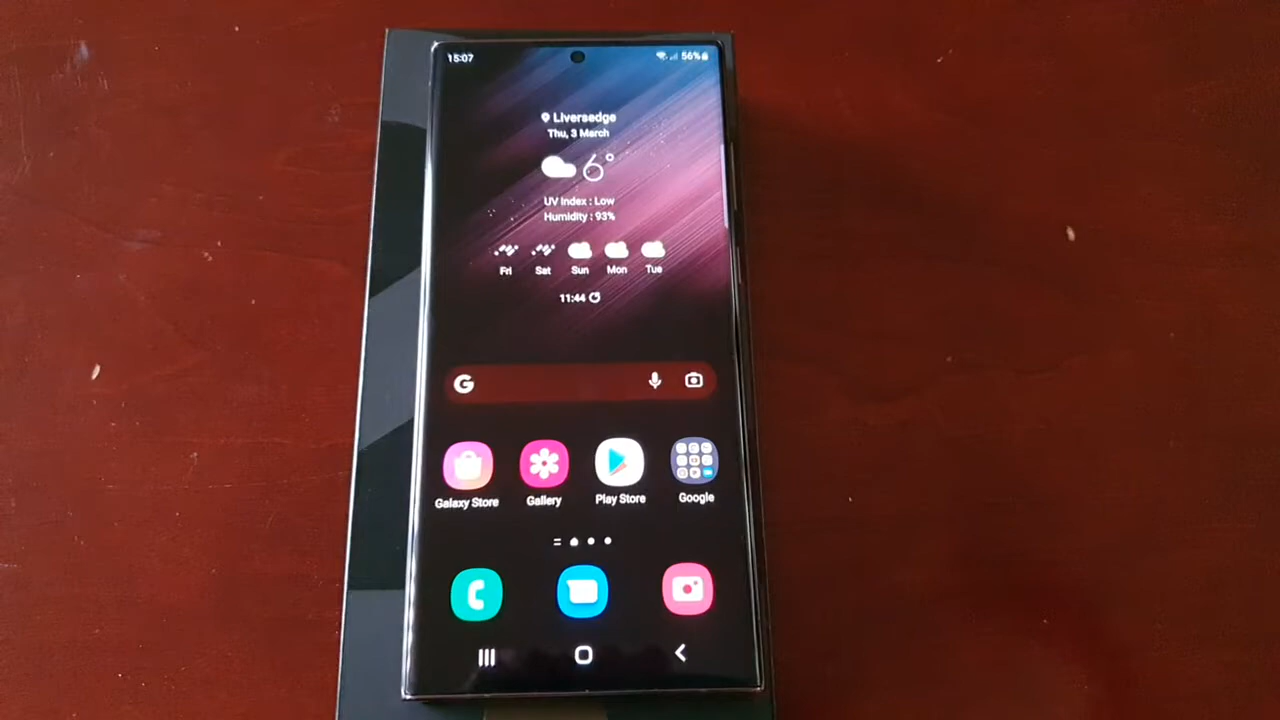 15:07
56%
Liversedge
Thu, 3 March
6°
UV Index : Low
Humidity : 93%
Fri Sat Sun Mon Tue
11:44
G
Galaxy Store Gallery Play Store Google